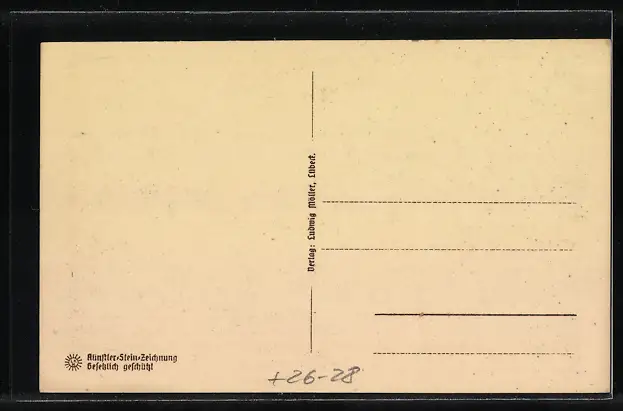 Verlag: Ludwig Möller, Lübeck.
Künstler-Stein-Zeichnung
Gesetzlich geschützt
+26-28